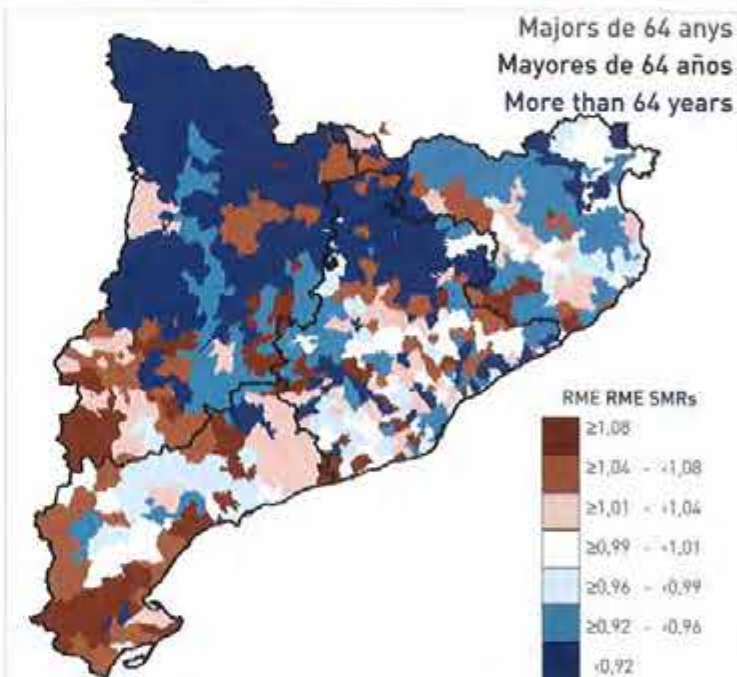 Majors de 64 anys
Mayores de 64 años
More than 64 years
RME RME SMRs
≥1,08
≥1,04 - <1,08
≥1,01 - <1,04
≥0,99 - <1,01
≥0,96 - <0,99
≥0,92 - <0,96
<0,92